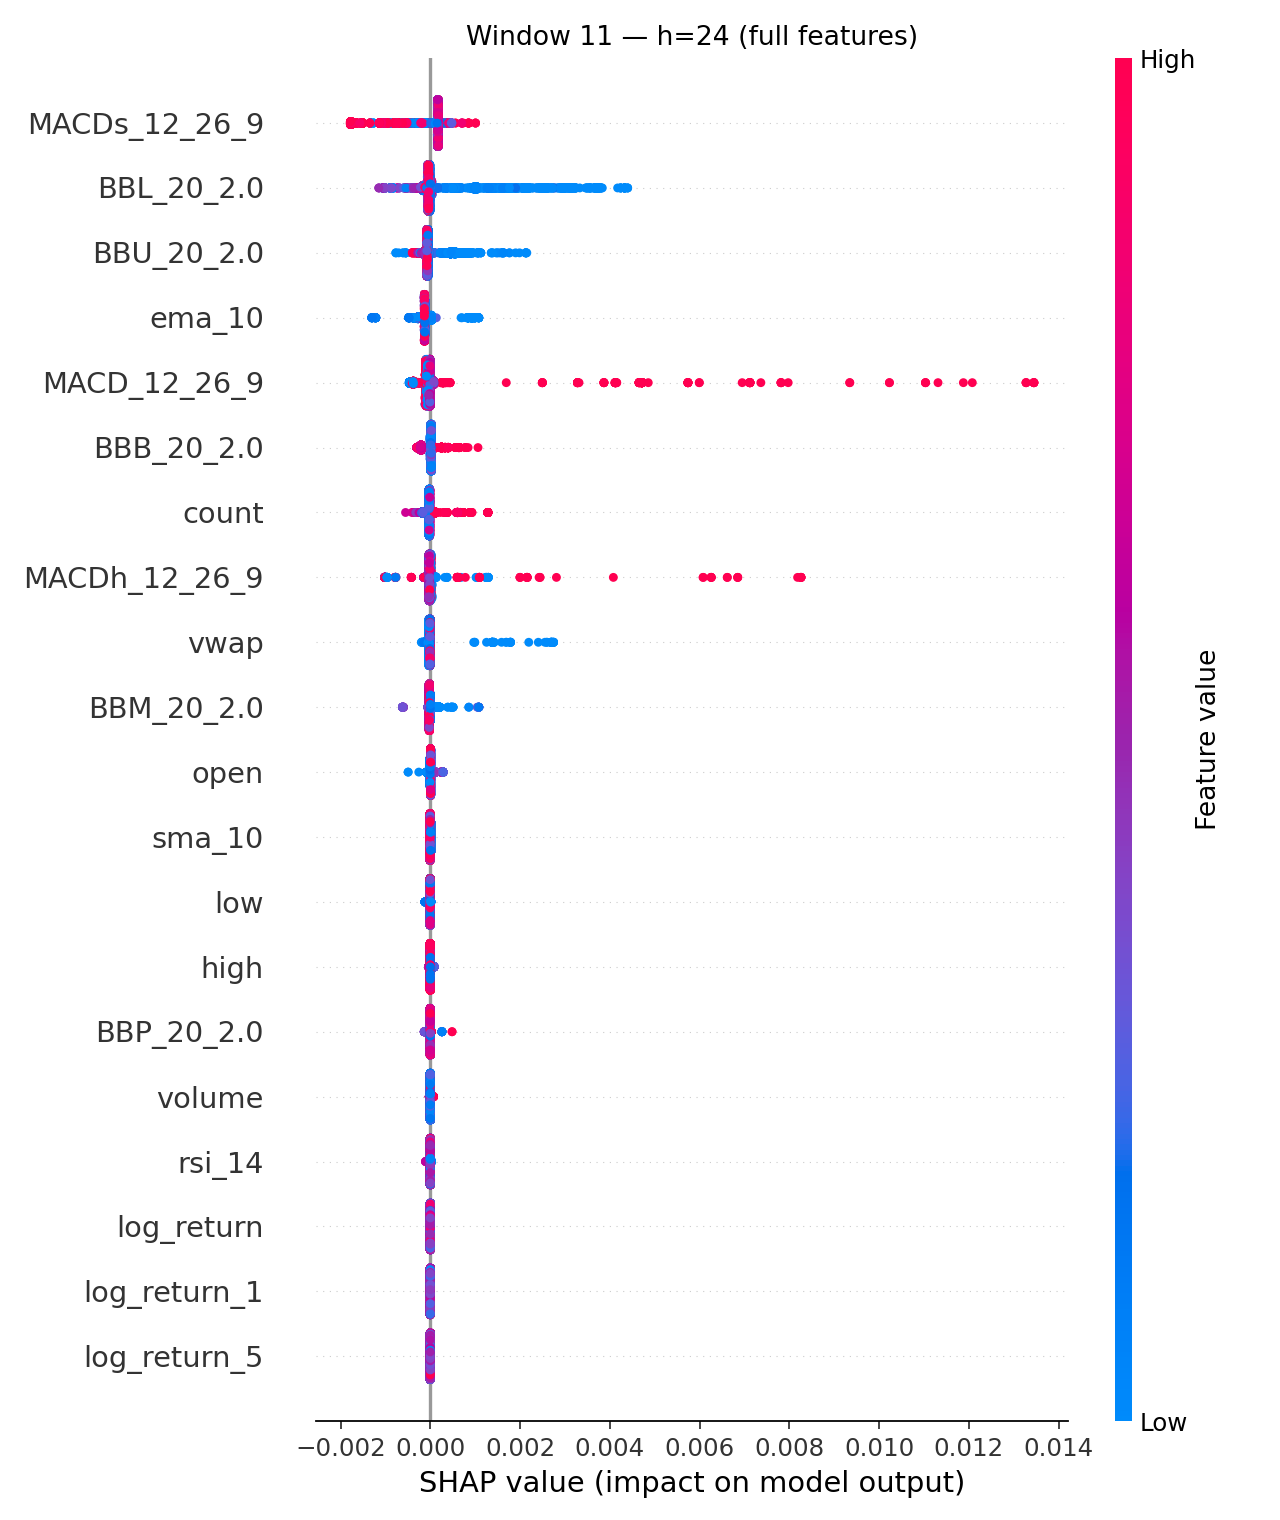 Window 11 — h=24 (full features)
High
MACDs_12_26_9
BBL_20_2.0
BBU_20_2.0
ema_10
MACD_12_26_9
BBB_20_2.0
count
MACDh_12_26_9
vwap
BBM_20_2.0
open
sma_10
low
high
BBP_20_2.0
volume
rsi_14
log_return
log_return_1
log_return_5
Feature value
Low
−0.002 0.000 0.002 0.004 0.006 0.008 0.010 0.012 0.014
SHAP value (impact on model output)